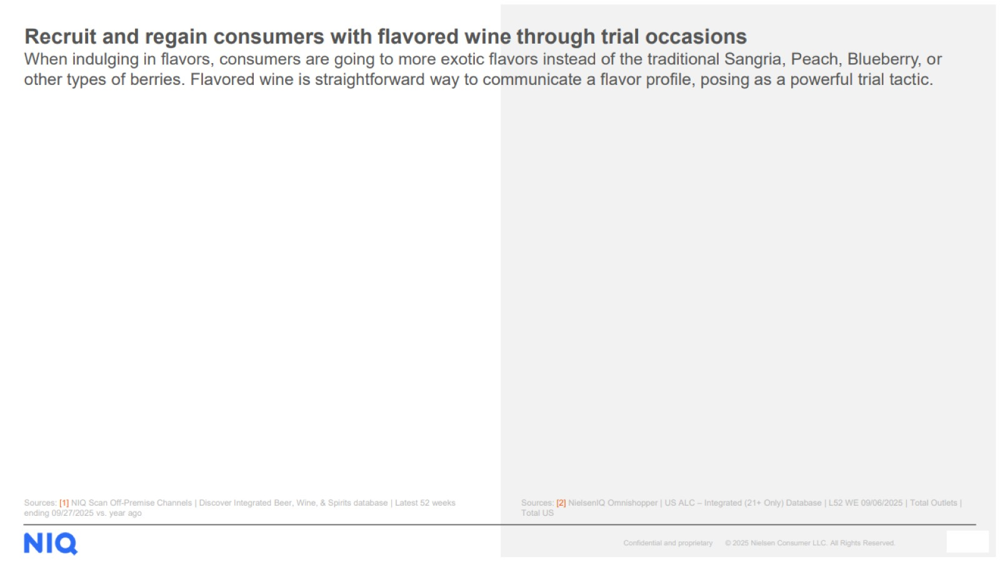 Recruit and regain consumers with flavored wine through trial occasions
When indulging in flavors, consumers are going to more exotic flavors instead of the traditional Sangria, Peach, Blueberry, or
other types of berries. Flavored wine is straightforward way to communicate a flavor profile, posing as a powerful trial tactic.
Sources: [1] NIQ Scan Off-Premise Channels | Discover Integrated Beer, Wine, & Spirits database | Latest 52 weeks
ending 09/27/2025 vs. year ago
Sources: [2] NielsenIQ Omnishopper | US ALC – Integrated (21+ Only) Database | L52 WE 09/06/2025 | Total Outlets |
Total US
NIQ
Confidential and proprietary © 2025 Nielsen Consumer LLC. All Rights Reserved.